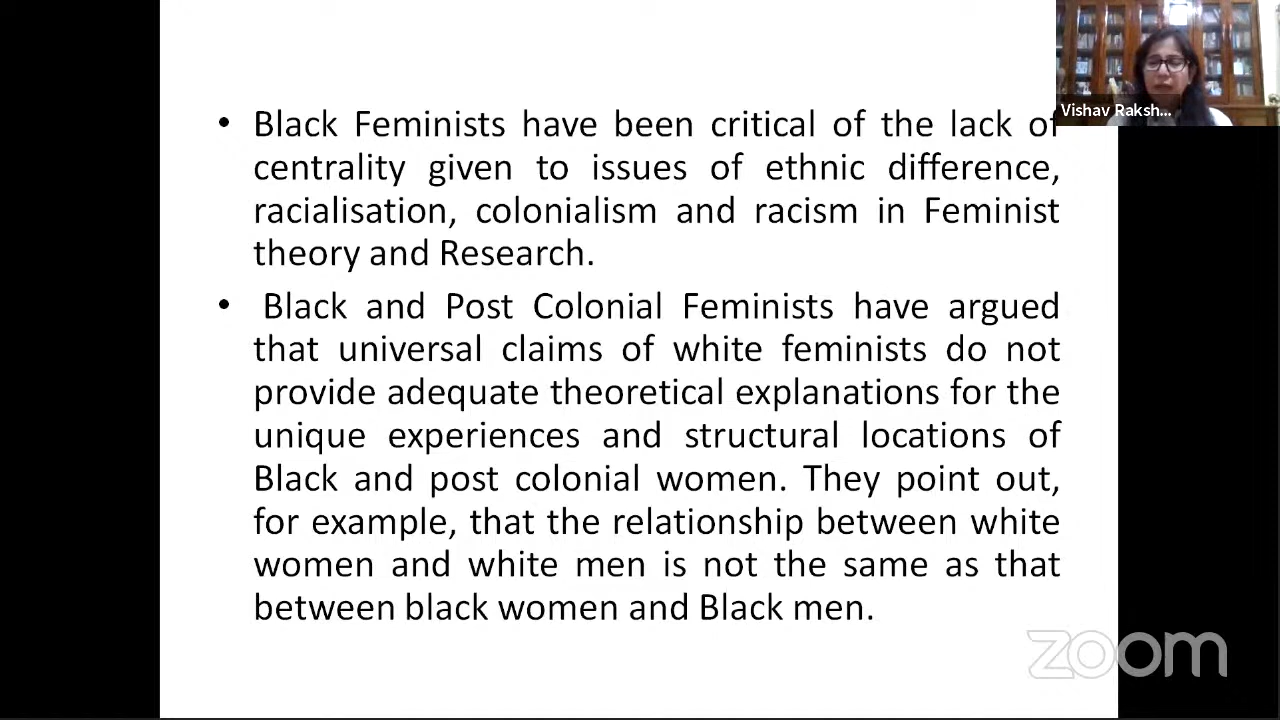 • Black Feminists have been critical of the lack of
centrality given to issues of ethnic difference,
racialisation, colonialism and racism in Feminist
theory and Research.
• Black and Post Colonial Feminists have argued
that universal claims of white feminists do not
provide adequate theoretical explanations for the
unique experiences and structural locations of
Black and post colonial women. They point out,
for example, that the relationship between white
women and white men is not the same as that
between black women and Black men.
Vishav Raksh...
zoom